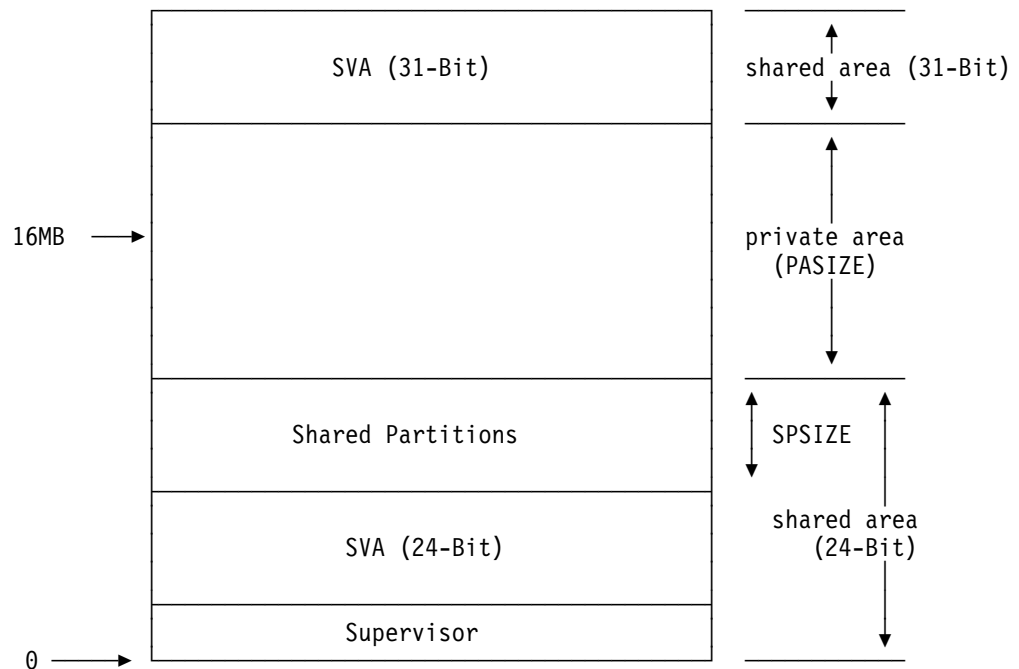 SVA (31-Bit)
shared area (31-Bit)
16MB
private area
(PASIZE)
Shared Partitions
SPSIZE
shared area
(24-Bit)
SVA (24-Bit)
Supervisor
0